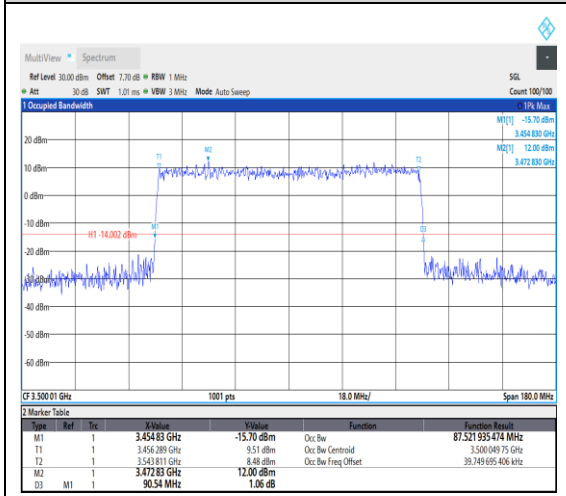 MultiView Spectrum
Ref Level 30.00 dBm Offset 7.70 dB RBW 1 MHz SGL
Att 30 dB SWT 1.01 ms VBW 3 MHz Mode Auto Sweep Count 100/100
1 Occupied Bandwidth 1Pk Max
M1[1] -15.70 dBm
3.454 830 GHz
M2[1] 12.00 dBm
3.472 830 GHz
20 dBm
T1 M2 T2
10 dBm
0 dBm
-10 dBm
M1 D3
H1 -14.002 dBm
-20 dBm
-30 dBm
-40 dBm
-50 dBm
-60 dBm
CF 3.500 01 GHz 1001 pts 18.0 MHz/ Span 180.0 MHz
2 Marker Table
Type Ref Trc X-Value Y-Value Function Function Result
M1 1 3.454 83 GHz -15.70 dBm Occ Bw 87.521 935 474 MHz
T1 1 3.456 289 GHz 9.51 dBm Occ Bw Centroid 3.500 049 75 GHz
T2 1 3.543 811 GHz 8.48 dBm Occ Bw Freq Offset 39.749 695 406 kHz
M2 1 3.472 83 GHz 12.00 dBm
D3 M1 1 90.54 MHz 1.06 dB